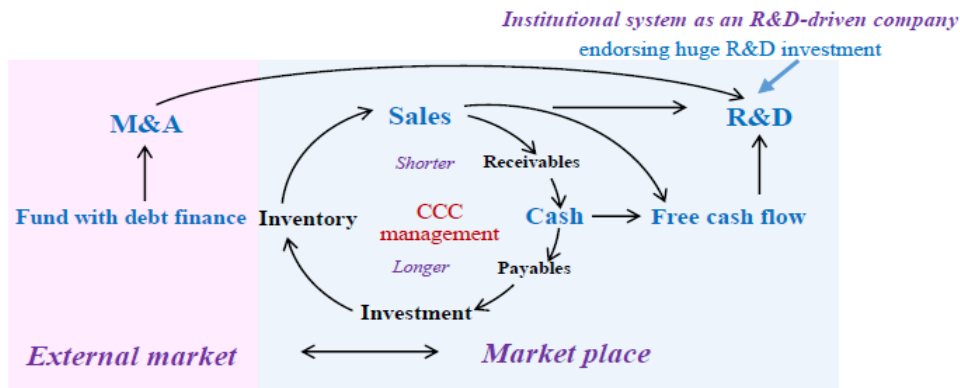 Institutional system as an R&D-driven company
endorsing huge R&D investment
M&A
Sales
R&D
Shorter
Receivables
Fund with debt finance
Inventory
CCC
management
Cash
Free cash flow
Longer
Payables
Investment
External market
Market place